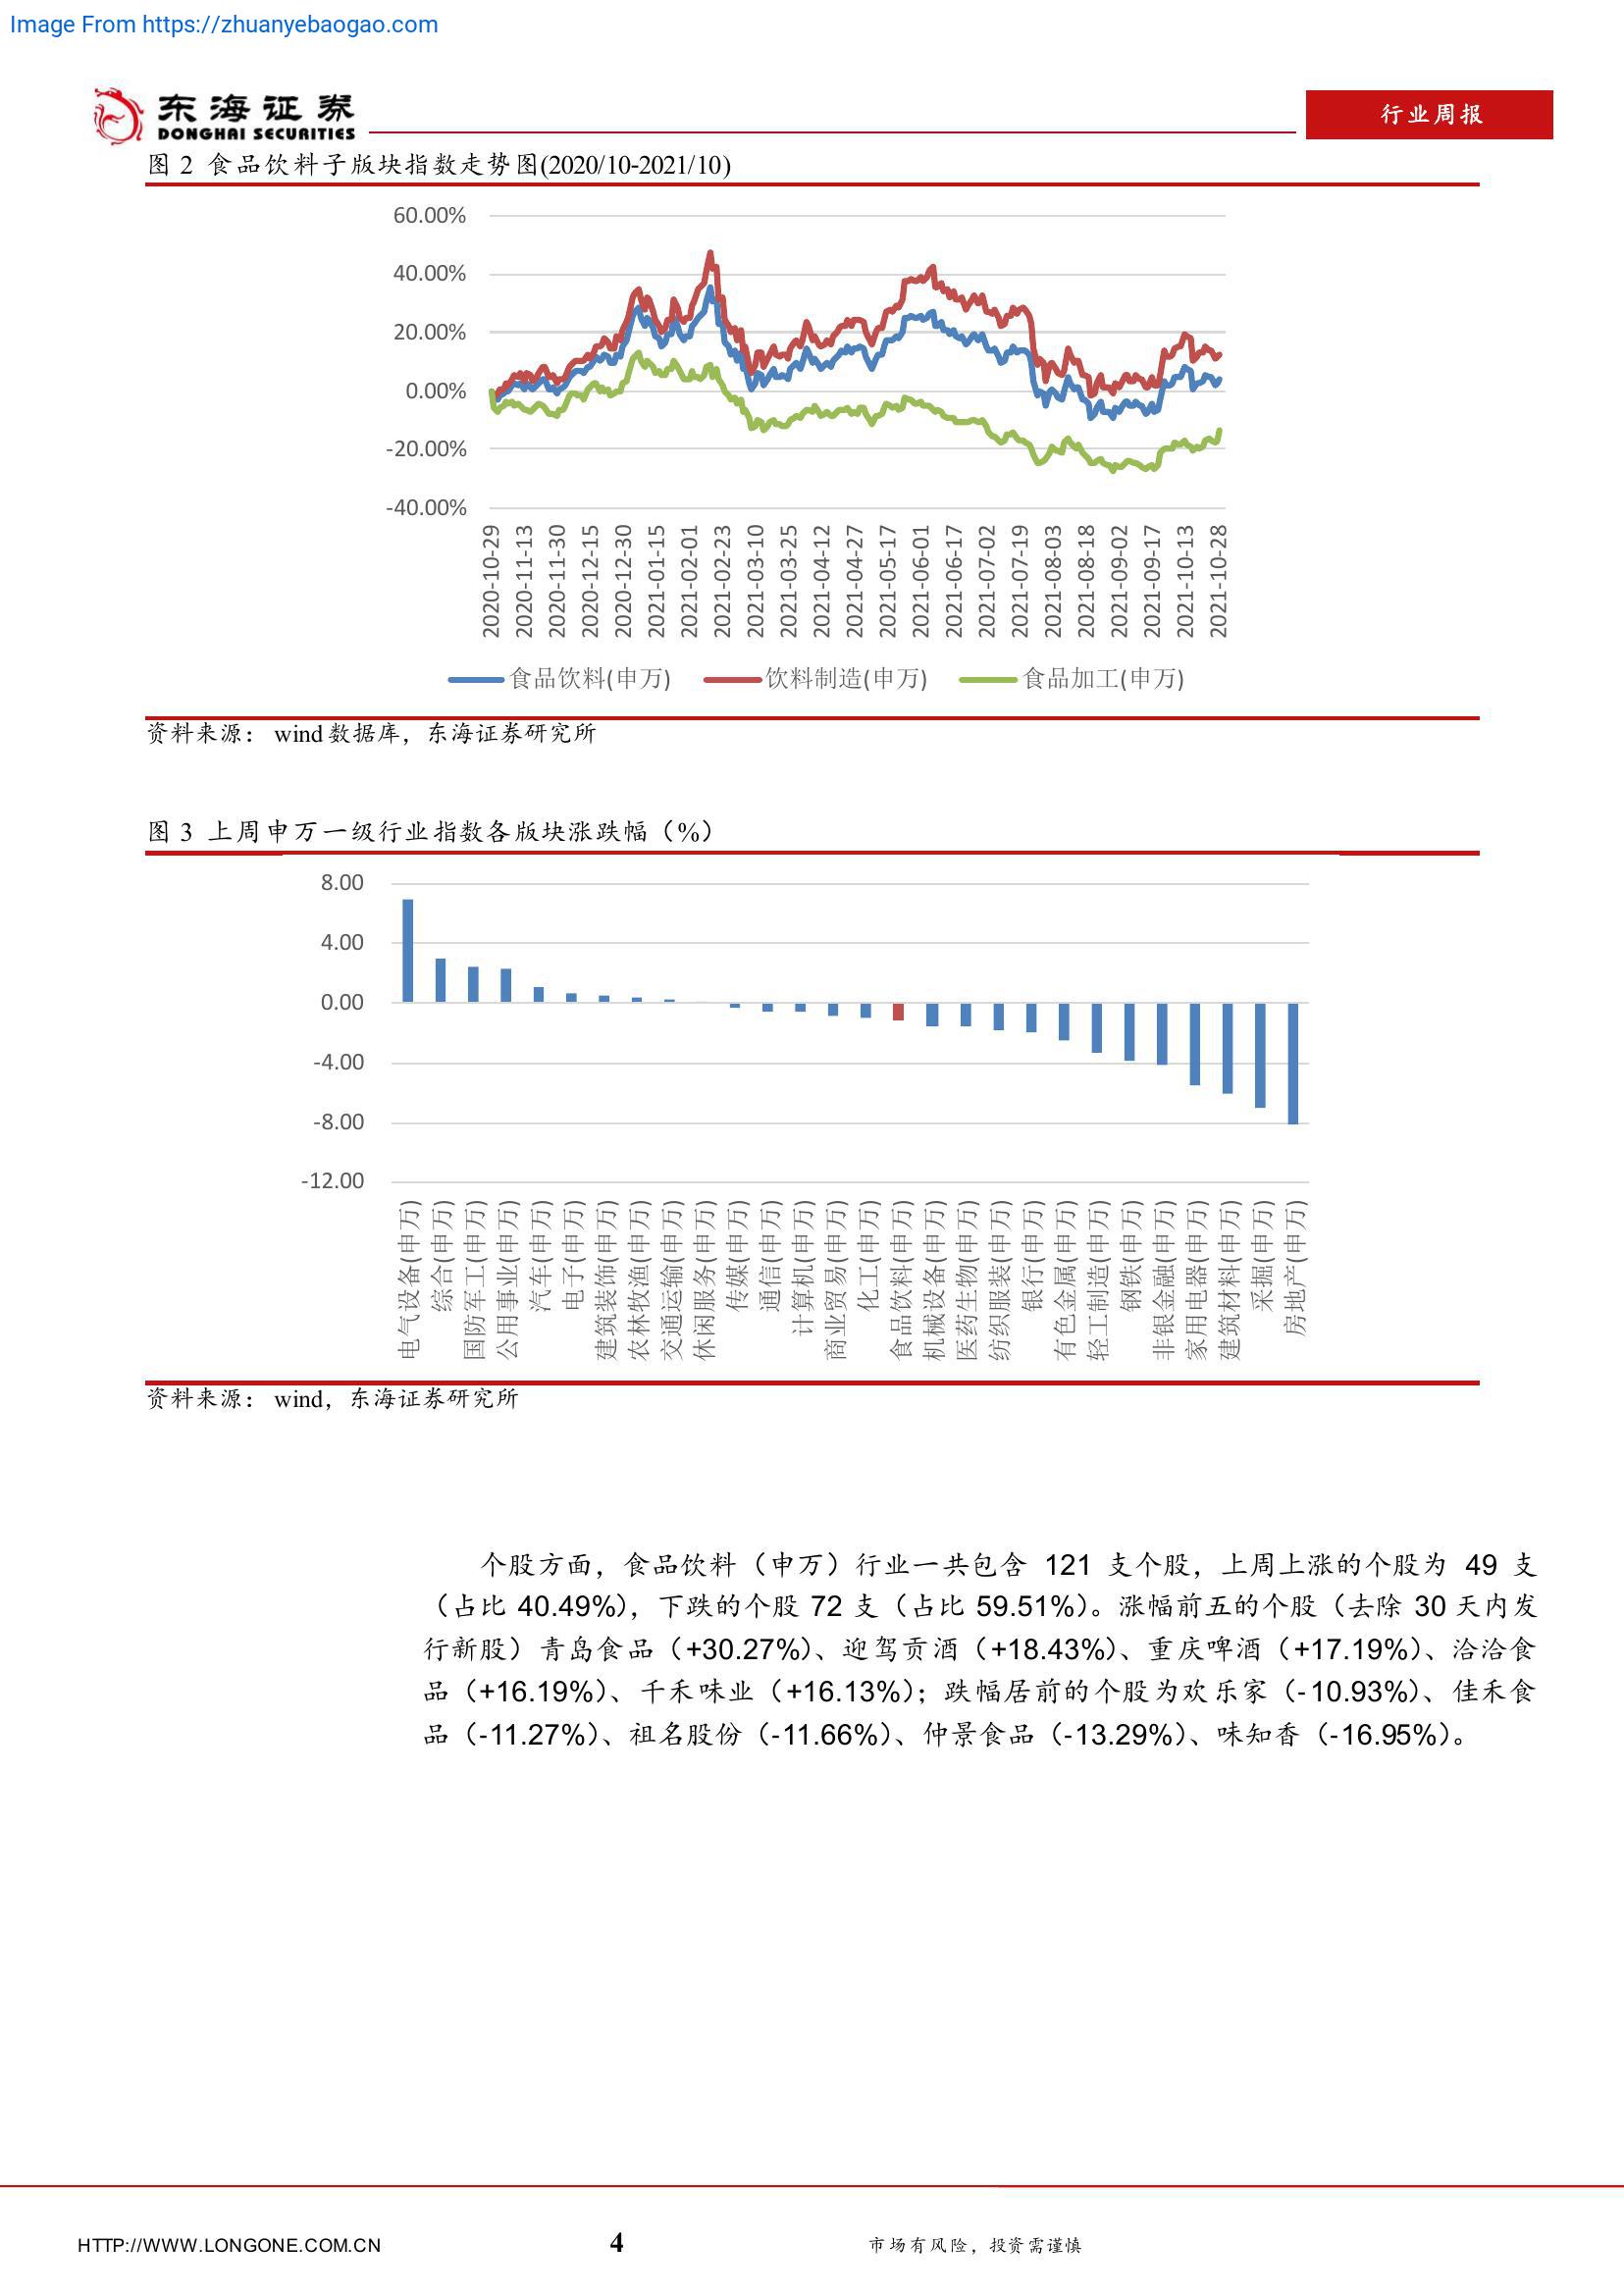 Image From https://zhuanyebaogao.com
东海证券
DONGHAI SECURITIES
行业周报
图 2 食品饮料子版块指数走势图(2020/10-2021/10)
60.00%
40.00%
20.00%
0.00%
-20.00%
-40.00%
2020-10-29
2020-11-13
2020-11-30
2020-12-15
2020-12-30
2021-01-15
2021-02-01
2021-02-23
2021-03-10
2021-03-25
2021-04-12
2021-04-27
2021-05-17
2021-06-01
2021-06-17
2021-07-02
2021-07-19
2021-08-03
2021-08-18
2021-09-02
2021-09-17
2021-10-13
2021-10-28
食品饮料(申万) 饮料制造(申万) 食品加工(申万)
资料来源： wind 数据库，东海证券研究所
图 3 上周申万一级行业指数各版块涨跌幅（%）
8.00
4.00
0.00
-4.00
-8.00
-12.00
电气设备(申万)
综合(申万)
国防军工(申万)
公用事业(申万)
汽车(申万)
电子(申万)
建筑装饰(申万)
农林牧渔(申万)
交通运输(申万)
休闲服务(申万)
传媒(申万)
通信(申万)
计算机(申万)
商业贸易(申万)
化工(申万)
食品饮料(申万)
机械设备(申万)
医药生物(申万)
纺织服装(申万)
银行(申万)
有色金属(申万)
轻工制造(申万)
钢铁(申万)
非银金融(申万)
家用电器(申万)
建筑材料(申万)
采掘(申万)
房地产(申万)
资料来源： wind，东海证券研究所
个股方面，食品饮料（申万）行业一共包含 121 支个股，上周上涨的个股为 49 支
（占比 40.49%），下跌的个股 72 支（占比 59.51%）。涨幅前五的个股（去除 30 天内发
行新股）青岛食品（+30.27%）、迎驾贡酒（+18.43%）、重庆啤酒（+17.19%）、洽洽食
品（+16.19%）、千禾味业（+16.13%）；跌幅居前的个股为欢乐家（-10.93%）、佳禾食
品（-11.27%）、祖名股份（-11.66%）、仲景食品（-13.29%）、味知香（-16.95%）。
HTTP://WWW.LONGONE.COM.CN
4
市场有风险，投资需谨慎